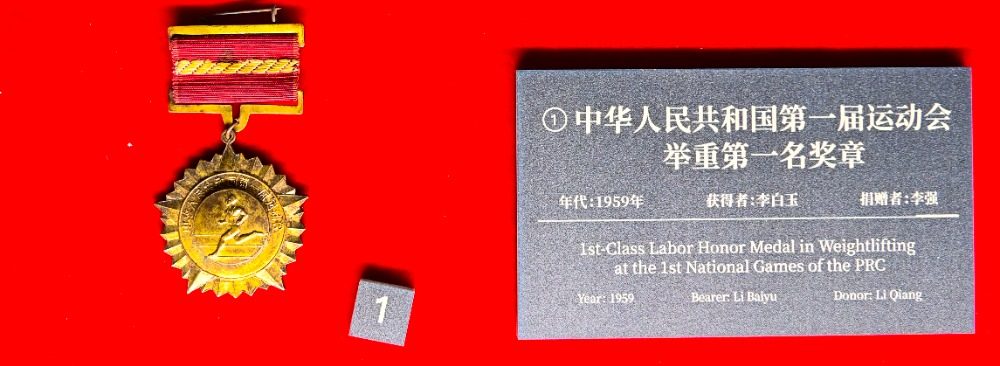 ①中华人民共和国第一届运动会
举重第一名奖章
年代:1959年 获得者:李白玉 捐赠者:李强
1st-Class Labor Honor Medal in Weightlifting
at the 1st National Games of the PRC
Year: 1959 Bearer: Li Baiyu Donor: Li Qiang
1